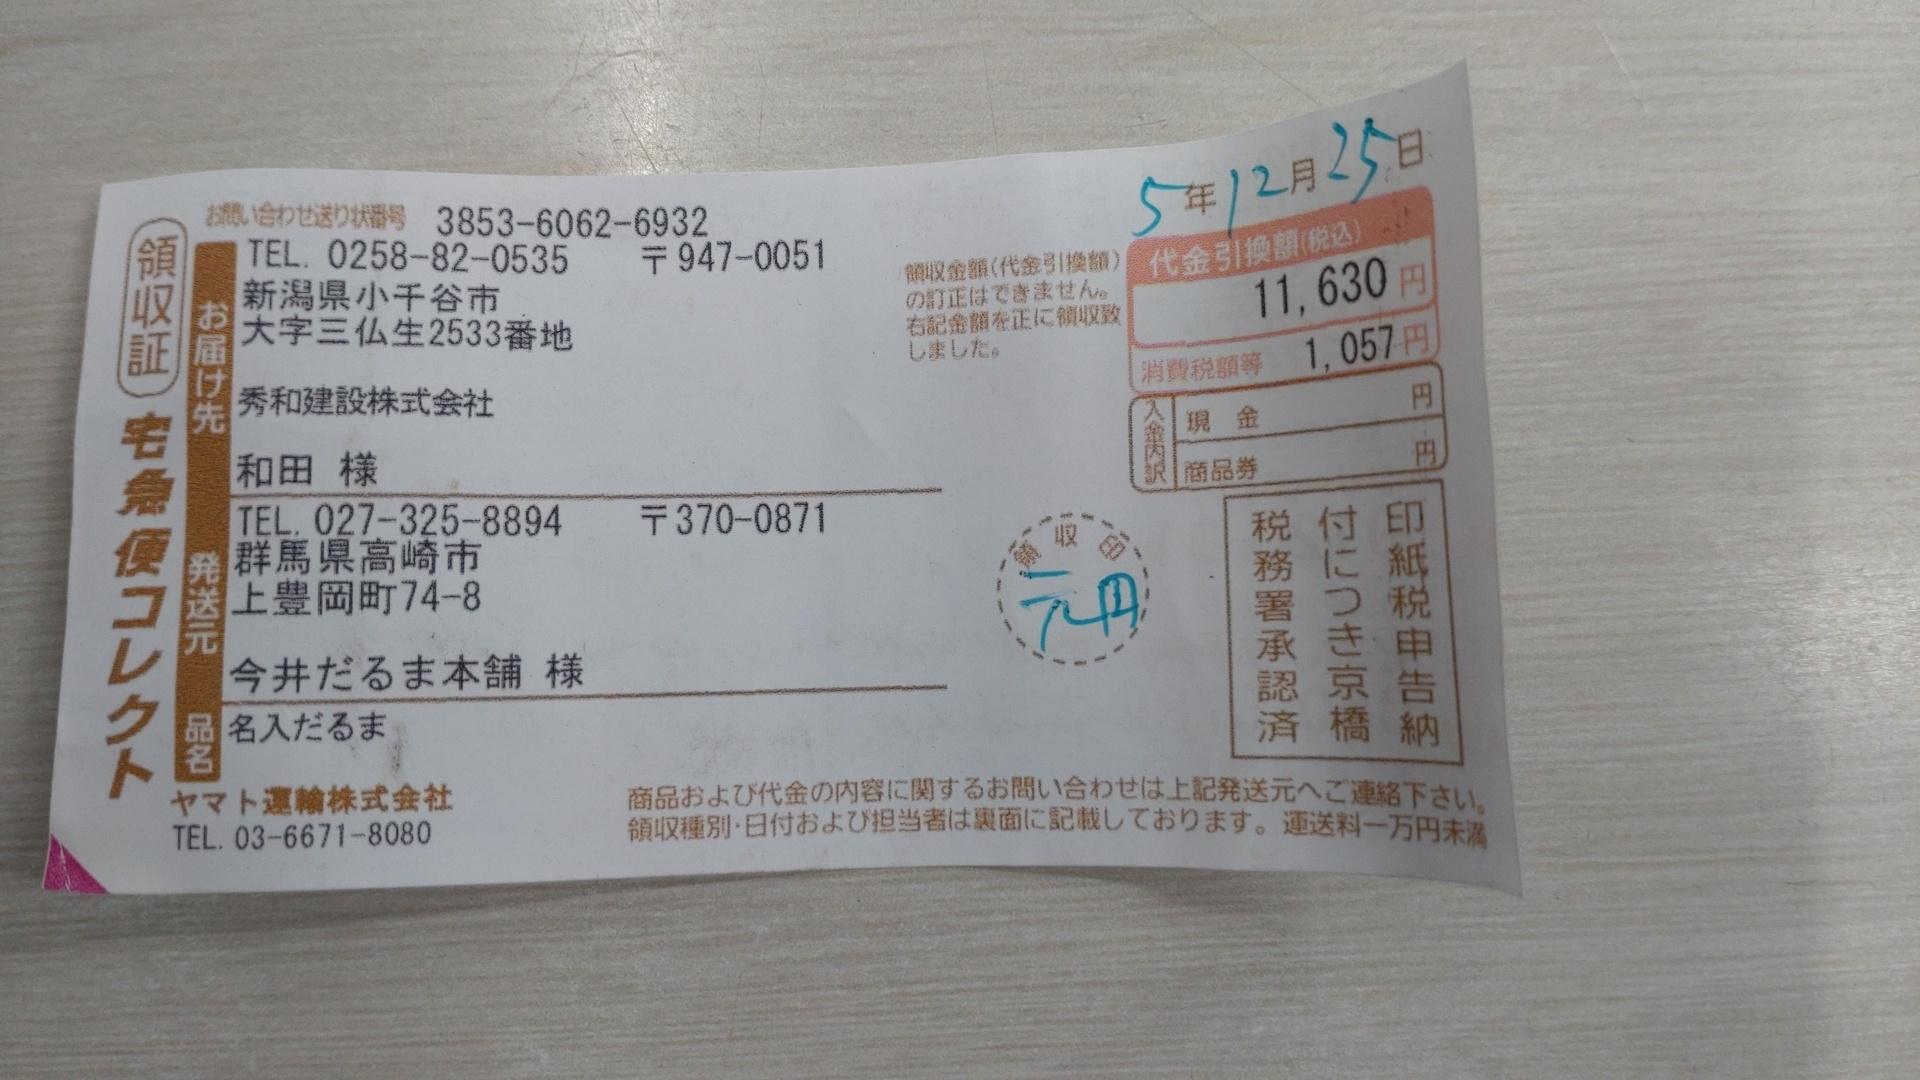 領収証
宅急便コレクト
お問い合わせ送り状番号 3853-6062-6932
お届け先
TEL. 0258-82-0535 〒947-0051
新潟県小千谷市
大字三仏生2533番地
秀和建設株式会社
和田 様
発送元
TEL. 027-325-8894 〒370-0871
群馬県高崎市
上豊岡町74-8
今井だるま本舗 様
品名
名入だるま
ヤマト運輸株式会社
TEL. 03-6671-8080
5年12月25日
領収金額(代金引換額)
の訂正はできません。
右記金額を正に領収致
しました。
代金引換額(税込)
11,630円
消費税額等 1,057円
入金内訳
現金 円
商品券 円
領収印
元円
印紙税申告納
付につき京橋
税務署承認済
商品および代金の内容に関するお問い合わせは上記発送元へご連絡下さい。
領収種別・日付および担当者は裏面に記載しております。運送料一万円未満